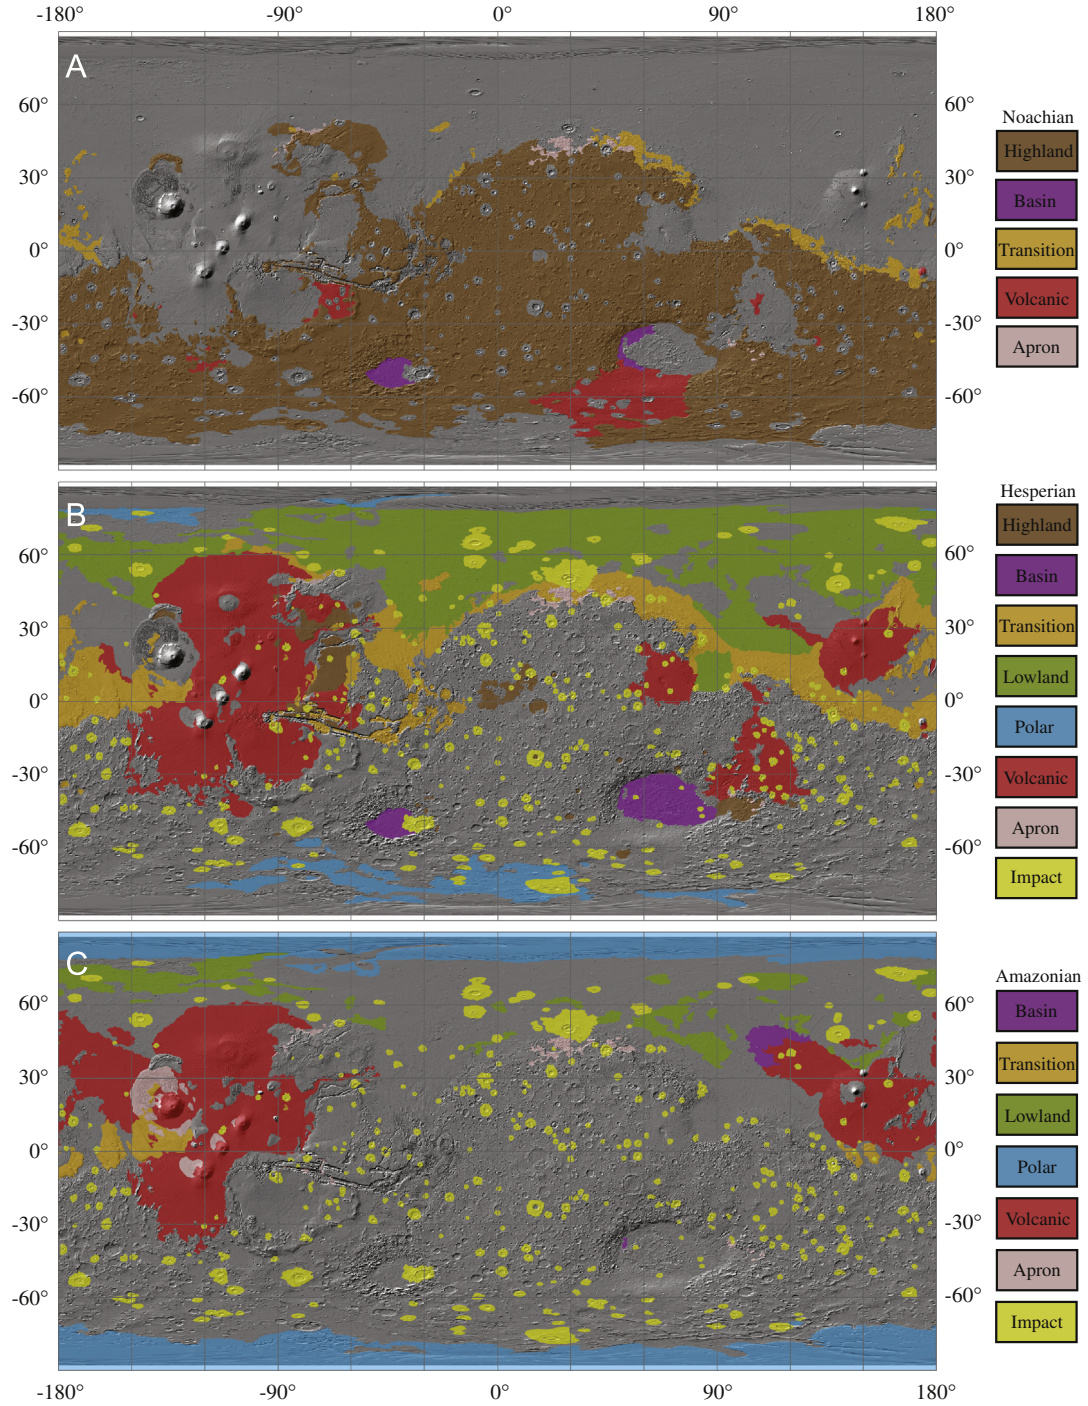 -180° -90° 0° 90° 180°
A
60° 60°
30° 30°
0° 0°
-30° -30°
-60° -60°
Noachian
Highland
Basin
Transition
Volcanic
Apron
B
60° 60°
30° 30°
0° 0°
-30° -30°
-60° -60°
Hesperian
Highland
Basin
Transition
Lowland
Polar
Volcanic
Apron
Impact
C
60° 60°
30° 30°
0° 0°
-30° -30°
-60° -60°
Amazonian
Basin
Transition
Lowland
Polar
Volcanic
Apron
Impact
-180° -90° 0° 90° 180°